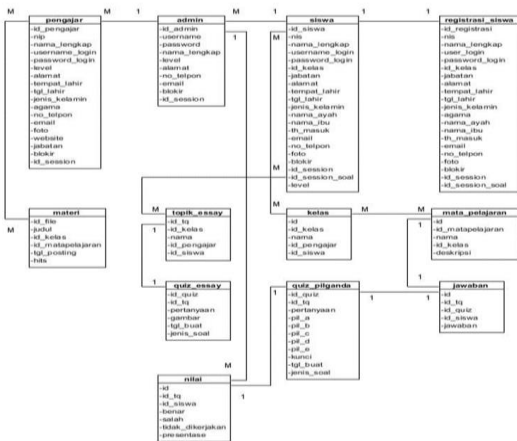 M M 1 1 1 1
pengajar
-id_pengajar
-nip
-nama_lengkap
-username_login
-password_login
-level
-alamat
-tempat_lahir
-tgl_lahir
-jenis_kelamin
-agama
-no_telpon
-email
-foto
-website
-jabatan
-blokir
-id_session
admin
-id_admin
-username
-password
-nama_lengkap
-level
-alamat
-no_telpon
-email
-blokir
-id_session
1
M
siswa
-id_siswa
-nis
-nama_lengkap
-username_login
-password_login
-id_kelas
-jabatan
-alamat
-tempat_lahir
-tgl_lahir
-jenis_kelamin
-nama_ayah
-nama_ibu
-th_masuk
-email
-no_telpon
-foto
-blokir
-id_session
-id_session_soal
-level
registrasi_siswa
-id_registrasi
-nis
-nama_lengkap
-user_login
-password_login
-id_kelas
-jabatan
-alamat
-tempat_lahir
-tgl_lahir
-jenis_kelamin
-agama
-nama_ayah
-nama_ibu
-th_masuk
-email
-no_telpon
-foto
-blokir
-id_session
-id_session_soal
M
M M M M M
materi
-id_file
-judul
-id_kelas
-id_matapelajaran
-tgl_posting
-hits
M
topik_essay
-id_tq
-id_kelas
-nama
-id_pengajar
-id_siswa
1
kelas
-id
-id_kelas
-nama
-id_pengajar
-id_siswa
mata_pelajaran
-id
-id_matapelajaran
-nama
-id_kelas
-deskripsi
1
1 1 1
quiz_essay
-id_quiz
-id_tq
-pertanyaan
-gambar
-tgl_buat
-jenis_soal
quiz_pilganda
-id_quiz
-id_tq
-pertanyaan
-pil_a
-pil_b
-pil_c
-pil_d
-pil_e
-kunci
-tgl_buat
-jenis_soal
1 1
jawaban
-id
-id_tq
-id_quiz
-id_siswa
-jawaban
M
nilai
-id
-id_tq
-id_siswa
-benar
-salah
-tidak_dikerjakan
-presentase
1